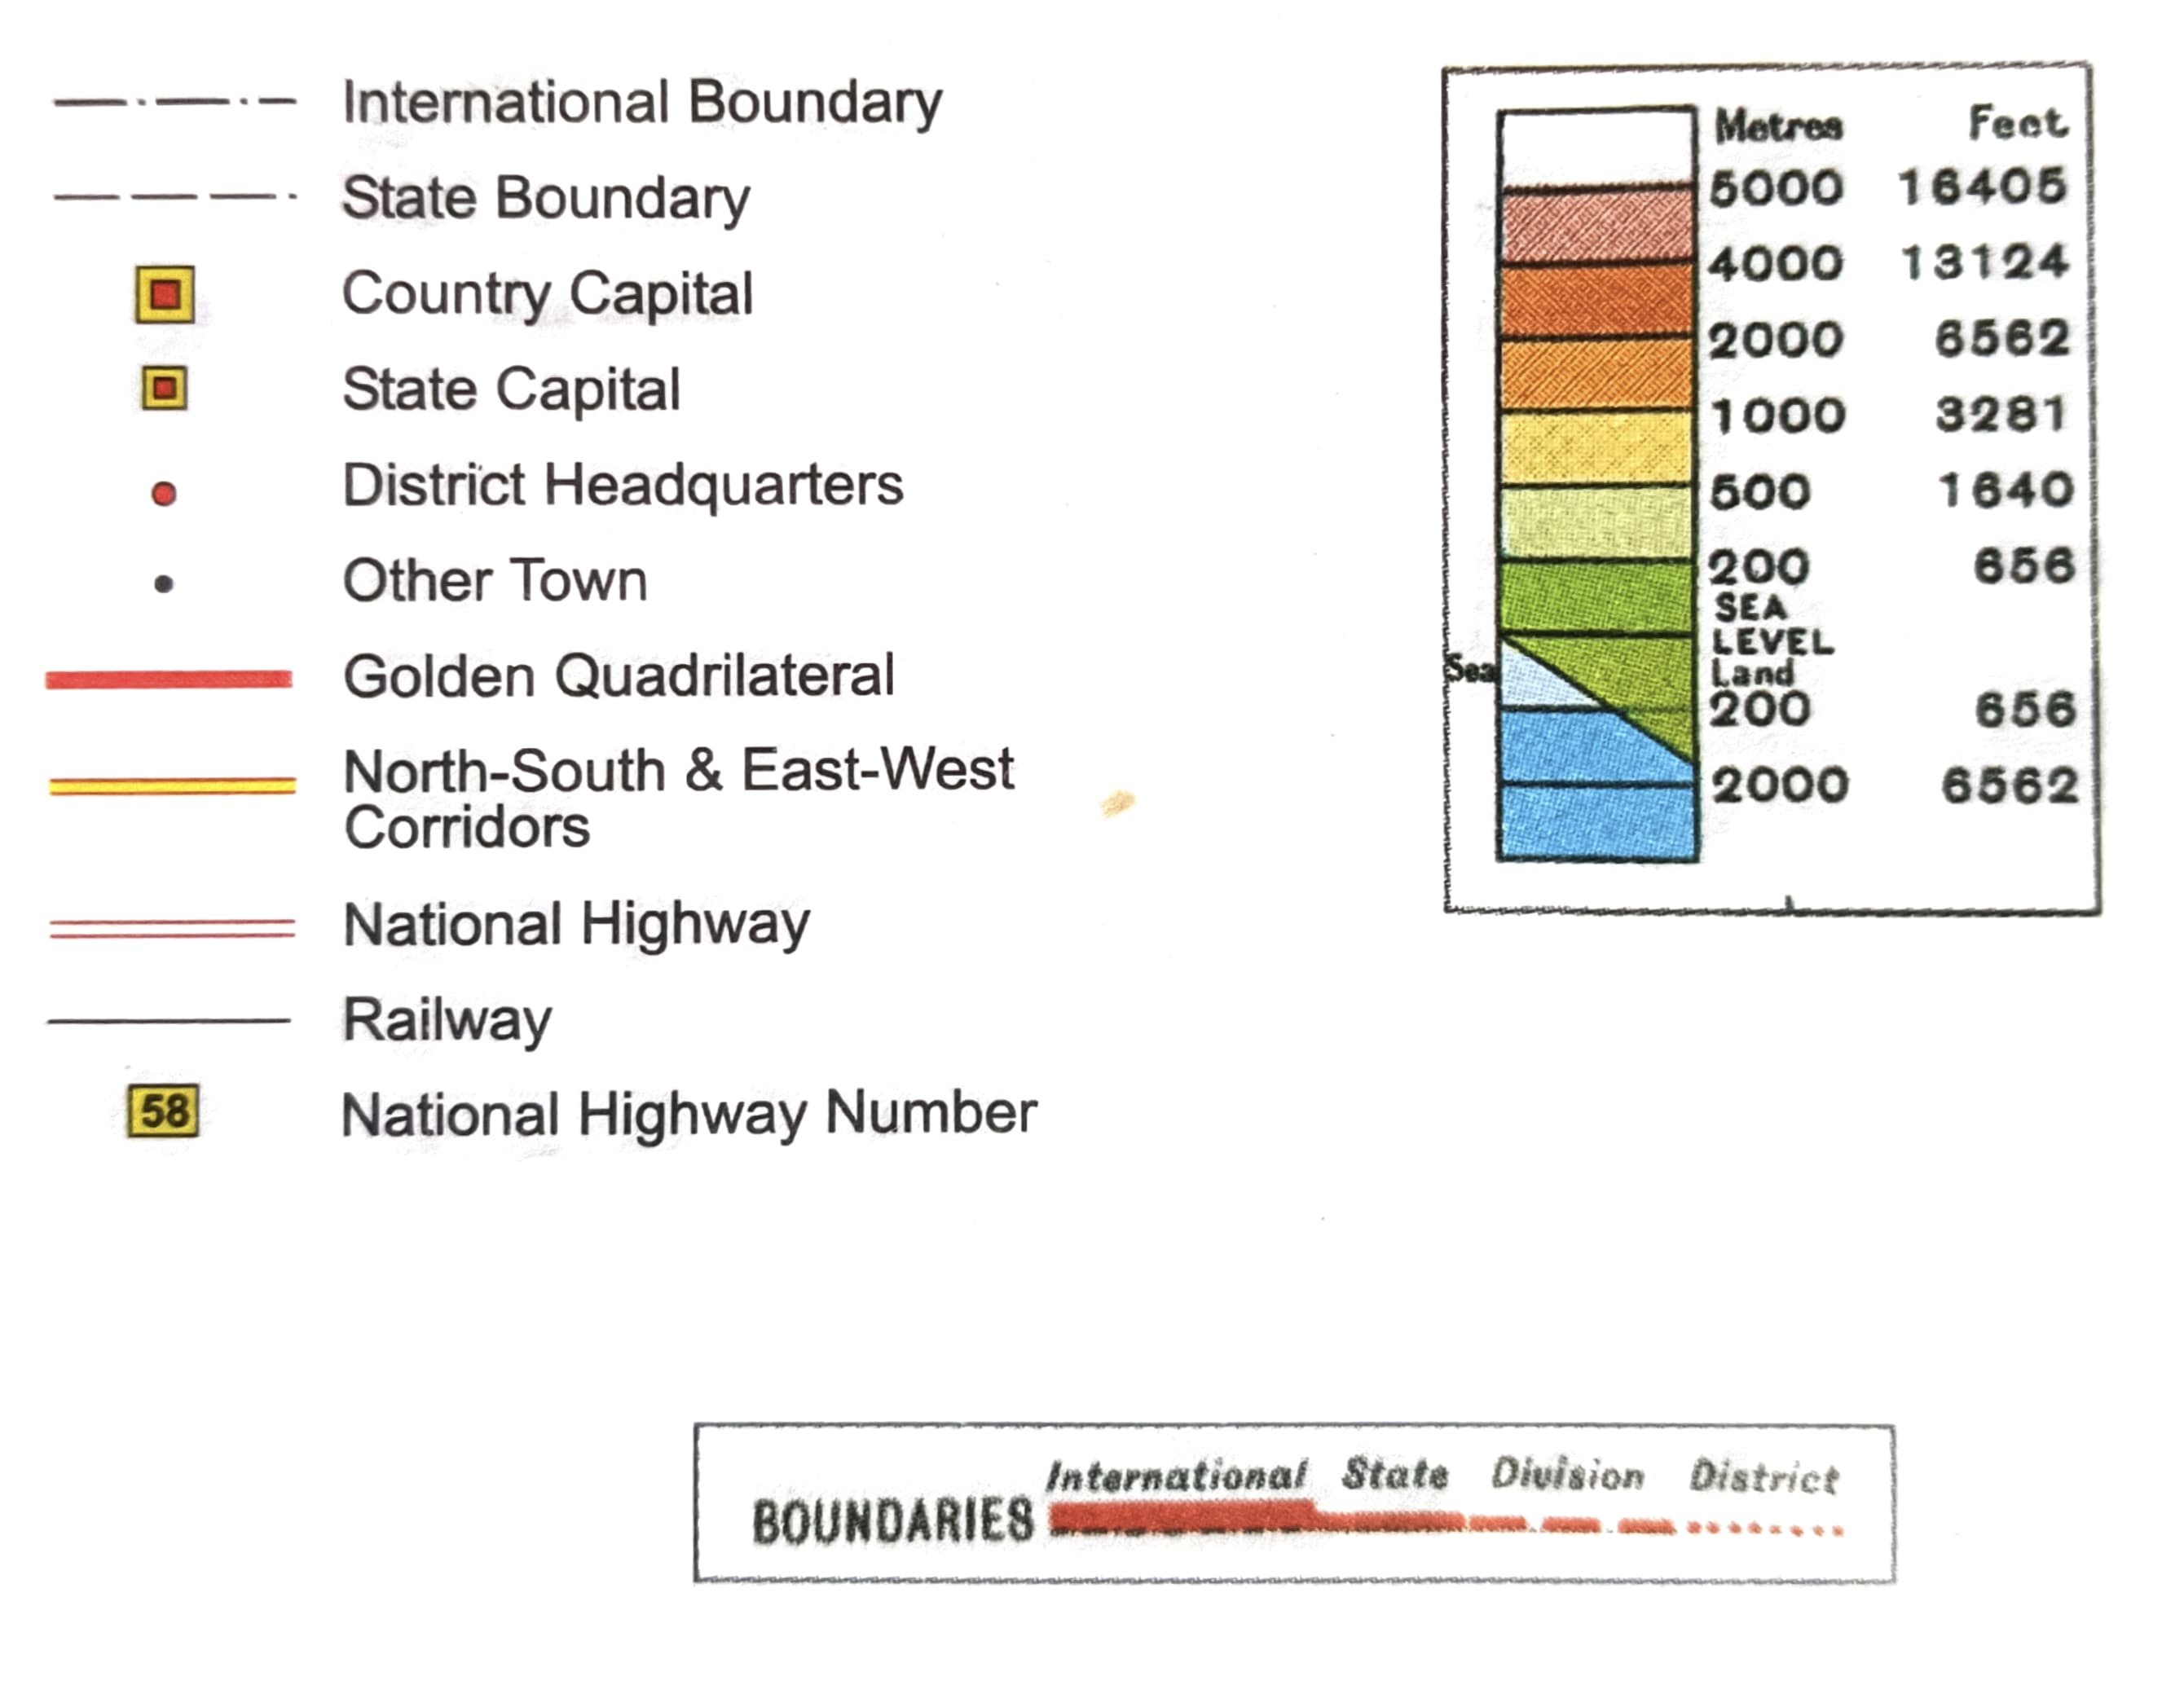 International Boundary
State Boundary
Country Capital
State Capital
District Headquarters
Other Town
Golden Quadrilateral
North-South & East-West
Corridors
National Highway
Railway
58 National Highway Number
Metres Feet
5000 16405
4000 13124
2000 6562
1000 3281
500 1640
200 656
SEA
LEVEL
Sea Land
200 656
2000 6562
International State Division District
BOUNDARIES